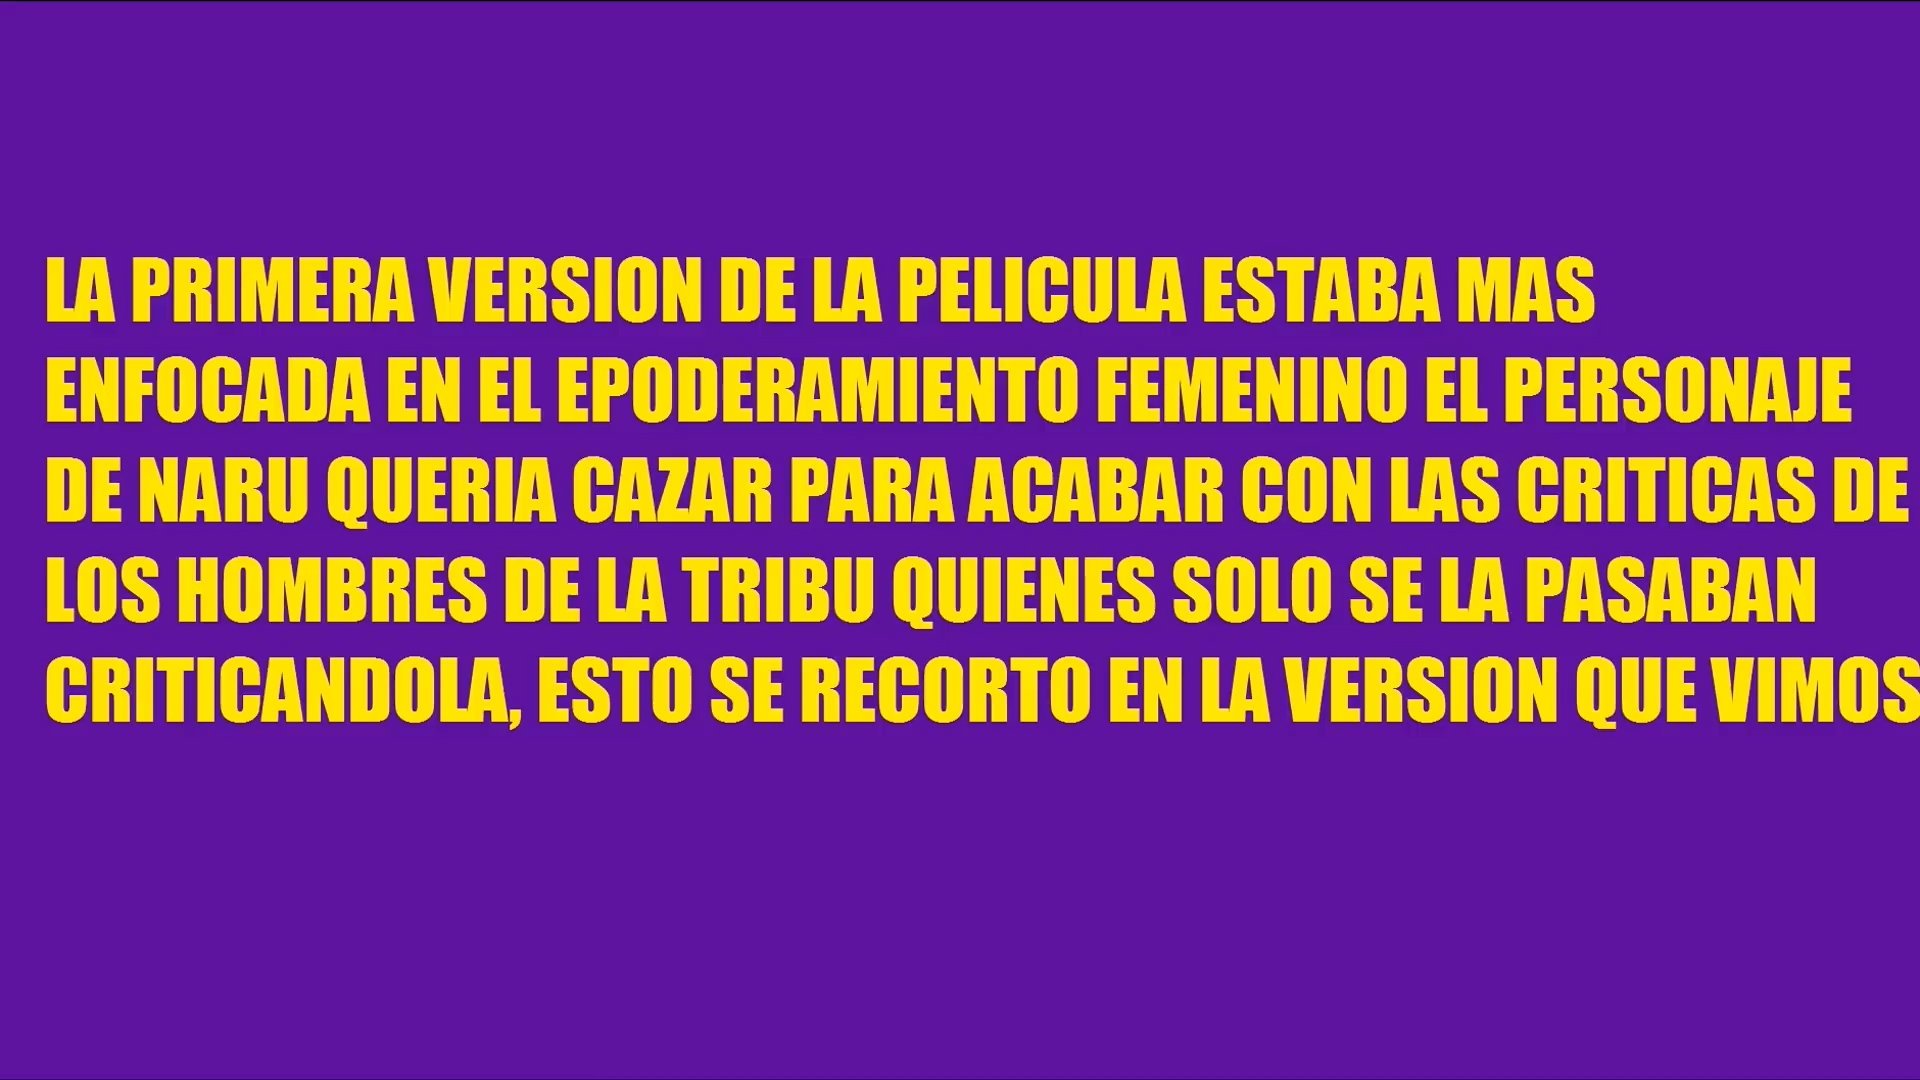 LA PRIMERA VERSION DE LA PELICULA ESTABA MAS
ENFOCADA EN EL EPODERAMIENTO FEMENINO EL PERSONAJE
DE NARU QUERIA CAZAR PARA ACABAR CON LAS CRITICAS DE
LOS HOMBRES DE LA TRIBU QUIENES SOLO SE LA PASABAN
CRITICANDOLA, ESTO SE RECORTO EN LA VERSION QUE VIMOS